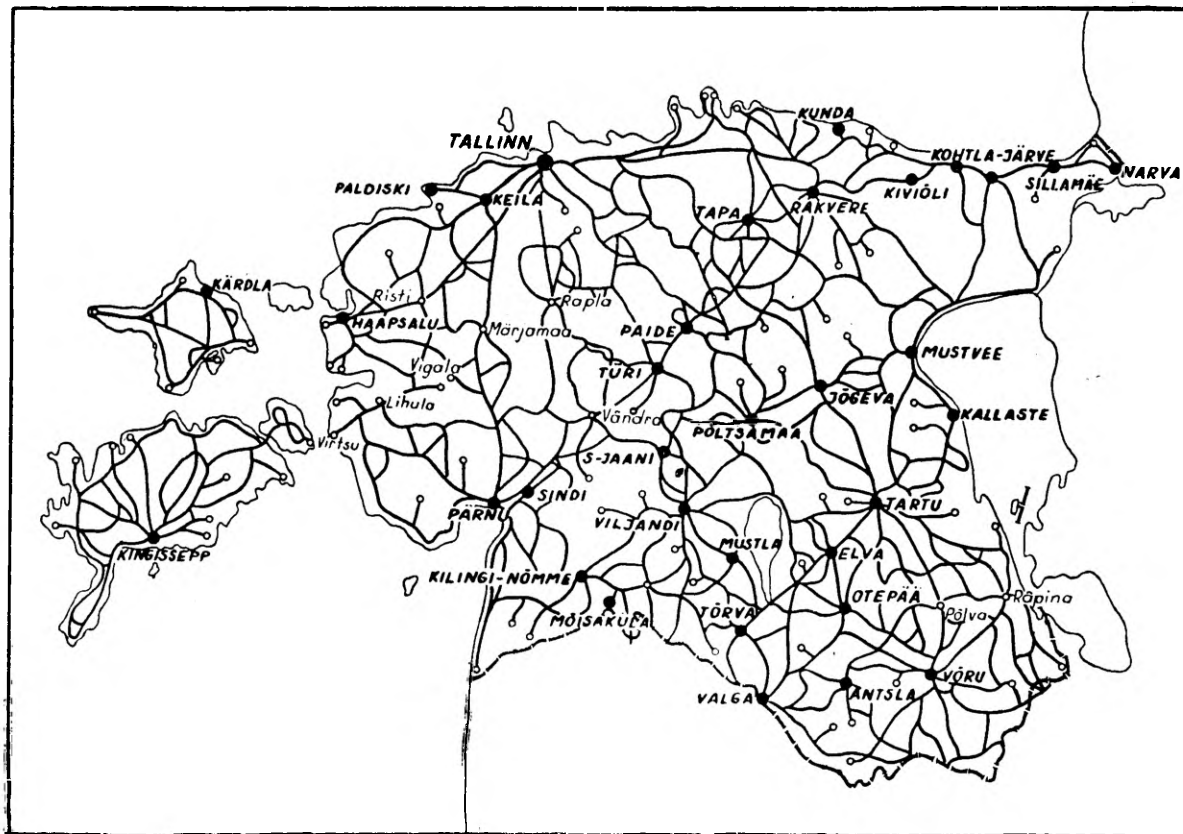 KUNDA
TALLINN
KOHTLA-JÄRVE
PALDISKI
KEILA
KIVIÕLI
SILLAMÄE
NARVA
TAPA
RAKVERE
KÄRDLA
Risti
Rapla
HAAPSALU
Märjamaa
PAIDE
MUSTVEE
Vigala
TÜRI
JÕGEVA
Lihula
Vändra
KALLASTE
Virtsu
PÕLTSAMAA
S-JAANI
SINDI
PÄRNU
VILJANDI
TARTU
KINGISSEPP
MUSTLA
ELVA
KILINGI-NÕMME
OTEPÄÄ
Räpina
MÕISAKÜLA
TÕRVA
Põlva
VALGA
ANTSLA
VÕRU